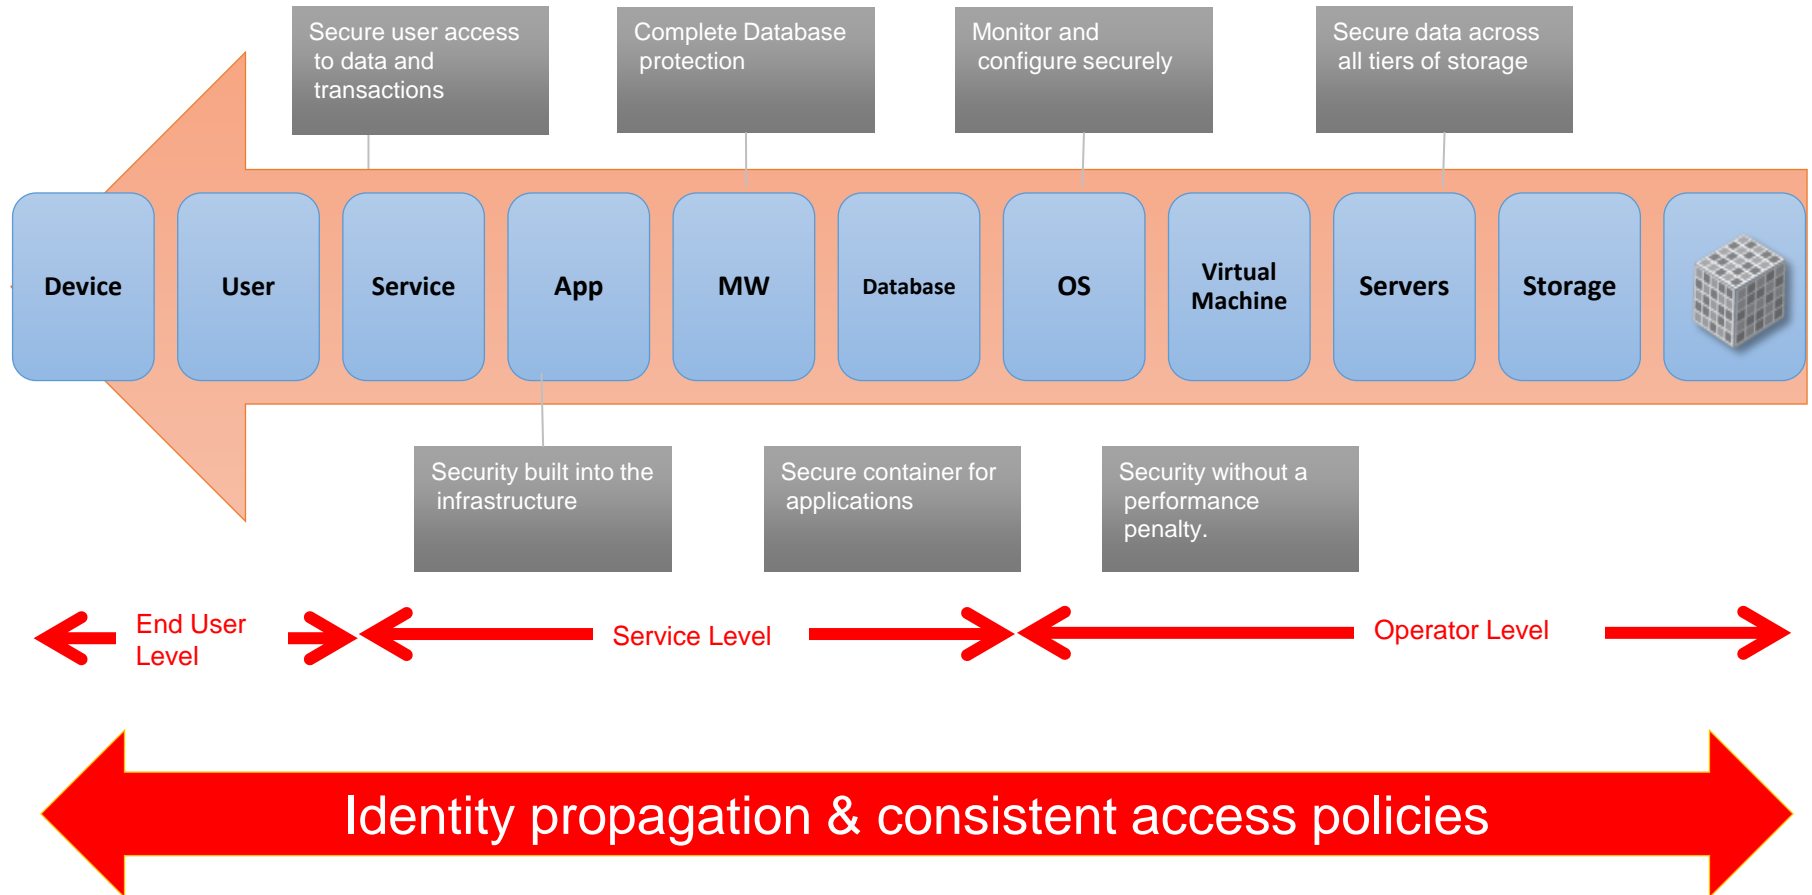 Secure user access
to data and
transactions
Complete Database
protection
Monitor and
configure securely
Secure data across
all tiers of storage
Device
User
Service
App
MW
Database
OS
Virtual
Machine
Servers
Storage
Security built into the
infrastructure
Secure container for
applications
Security without a
performance
penalty.
End User
Level
Service Level
Operator Level
Identity propagation & consistent access policies